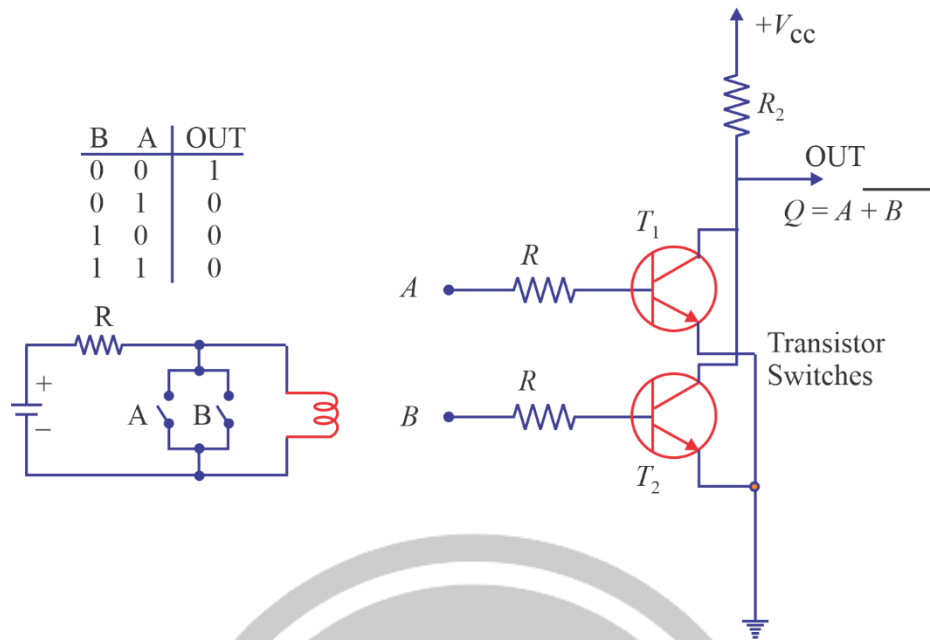 B A OUT
0 0 1
0 1 0
1 0 0
1 1 0
R
+
−
A B
+V_cc
R₂
OUT
Q = A + B
T₁
R
A
Transistor
Switches
R
B
T₂